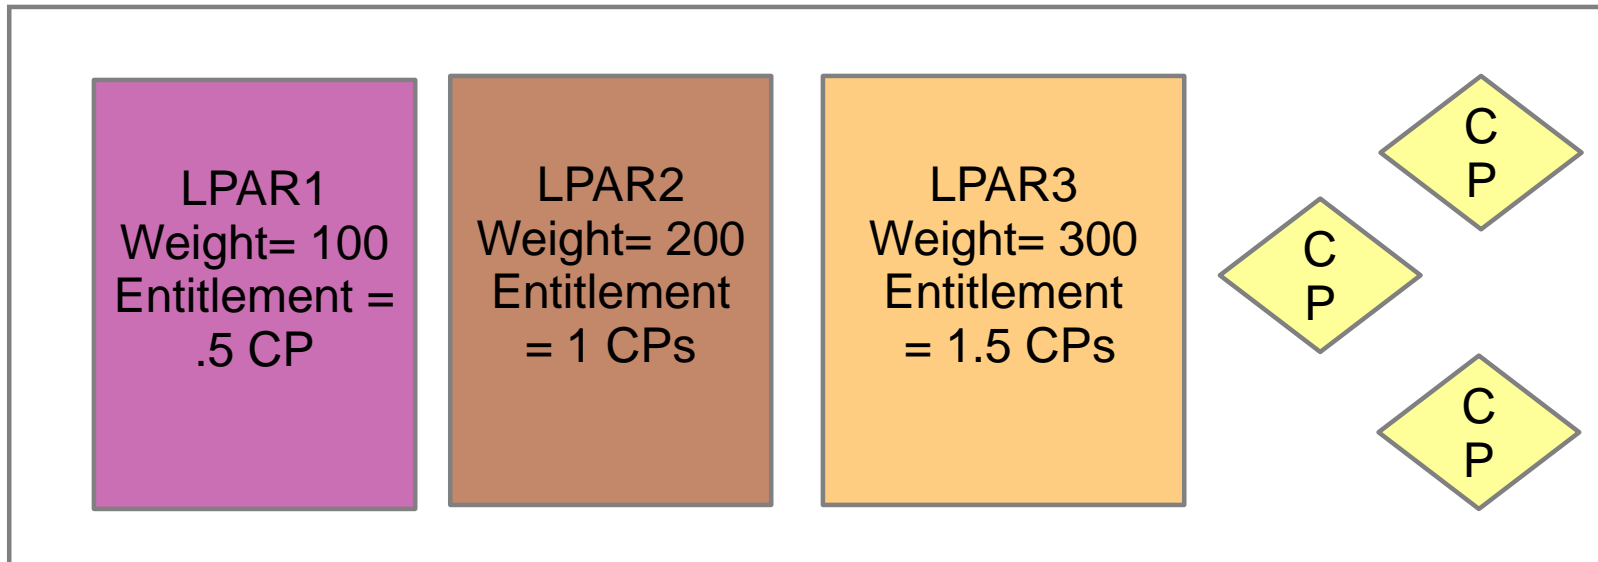 LPAR1
Weight= 100
Entitlement =
.5 CP
LPAR2
Weight= 200
Entitlement
= 1 CPs
LPAR3
Weight= 300
Entitlement
= 1.5 CPs
C
P
C
P
C
P